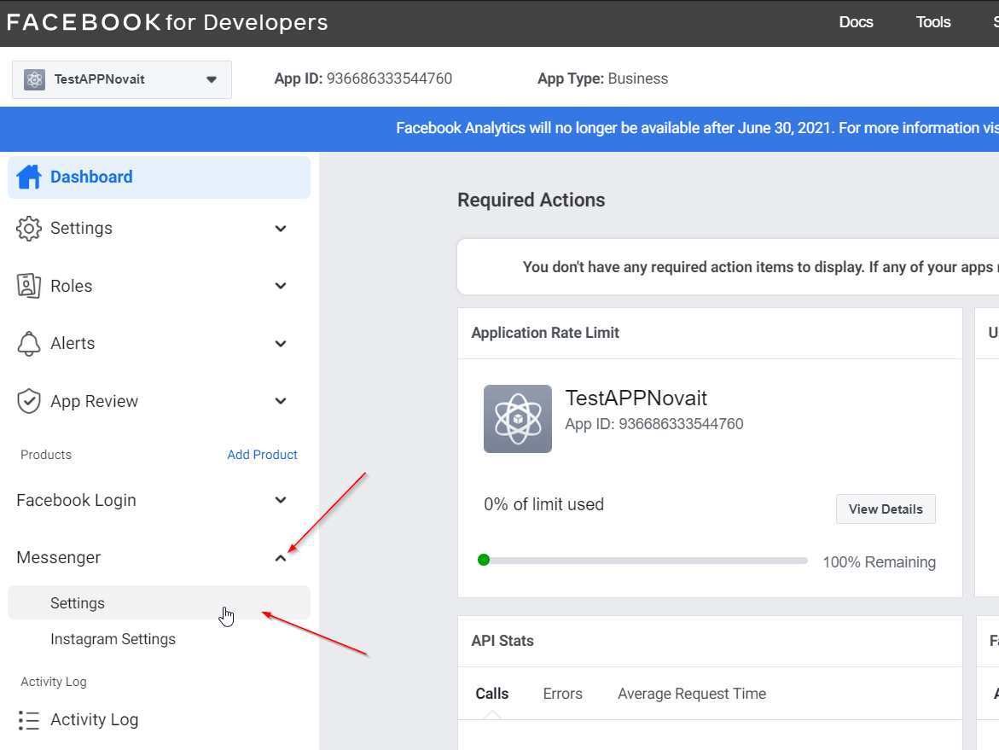 FACEBOOK for Developers
Docs
Tools
TestAPPNovait
App ID: 936686333544760
App Type: Business
Facebook Analytics will no longer be available after June 30, 2021. For more information vis
Dashboard
Settings
Roles
Alerts
App Review
Products
Add Product
Facebook Login
Messenger
Settings
Instagram Settings
Activity Log
Activity Log
Required Actions
You don't have any required action items to display. If any of your apps
Application Rate Limit
TestAPPNovait
App ID: 936686333544760
0% of limit used
View Details
100% Remaining
API Stats
Calls
Errors
Average Request Time